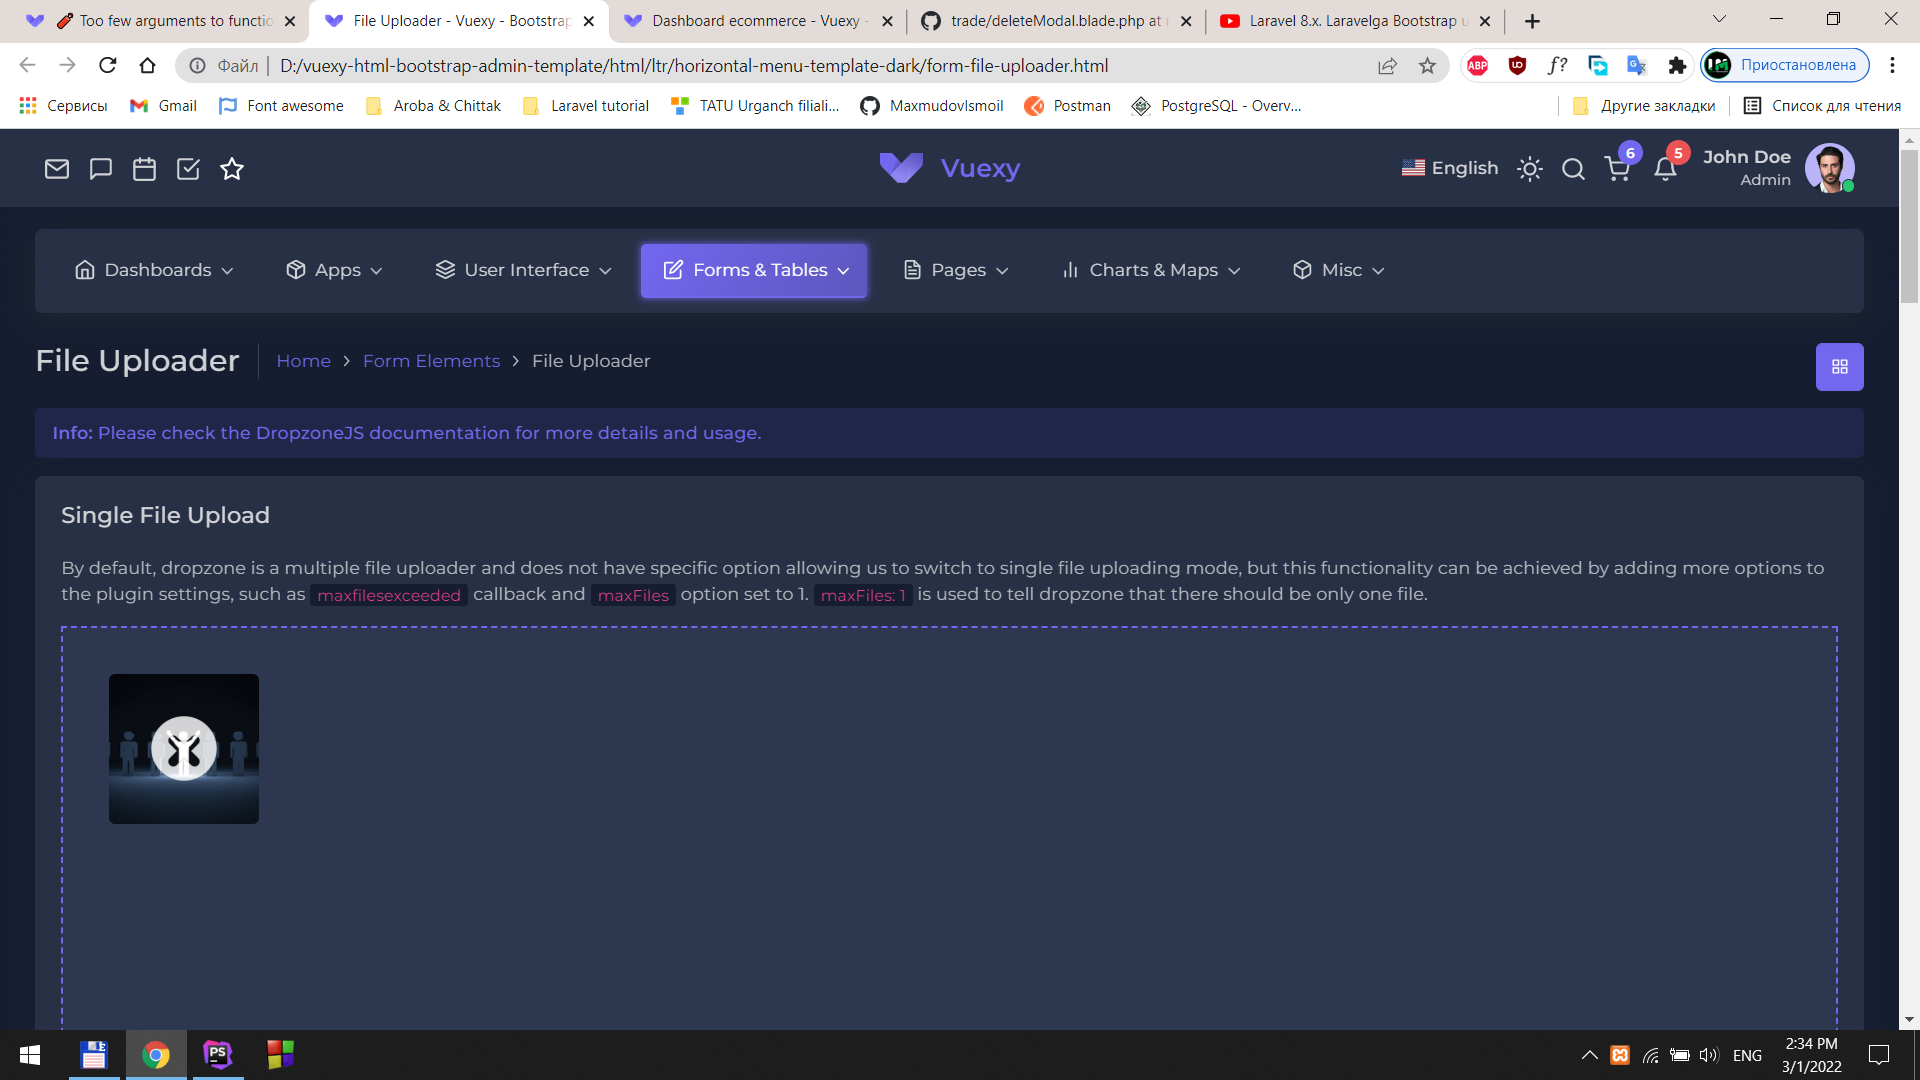 Too few arguments to functio
File Uploader - Vuexy - Bootstrap
Dashboard ecommerce - Vuexy -
trade/deleteModal.blade.php at
Laravel 8.x. Laravelga Bootstrap u
Файл
D:/vuexy-html-bootstrap-admin-template/html/ltr/horizontal-menu-template-dark/form-file-uploader.html
ABP
f?
Приостановлена
Сервисы
Gmail
Font awesome
Aroba & Chittak
Laravel tutorial
TATU Urganch filiali...
MaxmudovIsmoil
Postman
PostgreSQL - Overv...
Другие закладки
Список для чтения
Vuexy
English
6
5
John Doe
Admin
Dashboards
Apps
User Interface
Forms & Tables
Pages
Charts & Maps
Misc
File Uploader
Home > Form Elements > File Uploader
Info: Please check the DropzoneJS documentation for more details and usage.
Single File Upload
By default, dropzone is a multiple file uploader and does not have specific option allowing us to switch to single file uploading mode, but this functionality can be achieved by adding more options to
the plugin settings, such as maxfilesexceeded callback and maxFiles option set to 1. maxFiles: 1 is used to tell dropzone that there should be only one file.
PS
ENG
2:34 PM
3/1/2022